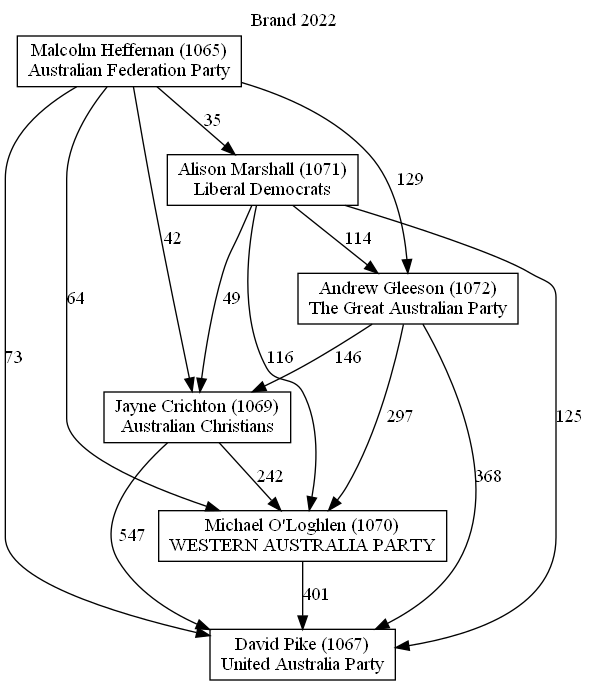 Brand 2022
Malcolm Heffernan (1065)
Australian Federation Party
35
Alison Marshall (1071)
Liberal Democrats
129
42
114
64
49
Andrew Gleeson (1072)
The Great Australian Party
73
116
146
Jayne Crichton (1069)
Australian Christians
297
125
242
368
547
Michael O'Loghlen (1070)
WESTERN AUSTRALIA PARTY
401
David Pike (1067)
United Australia Party